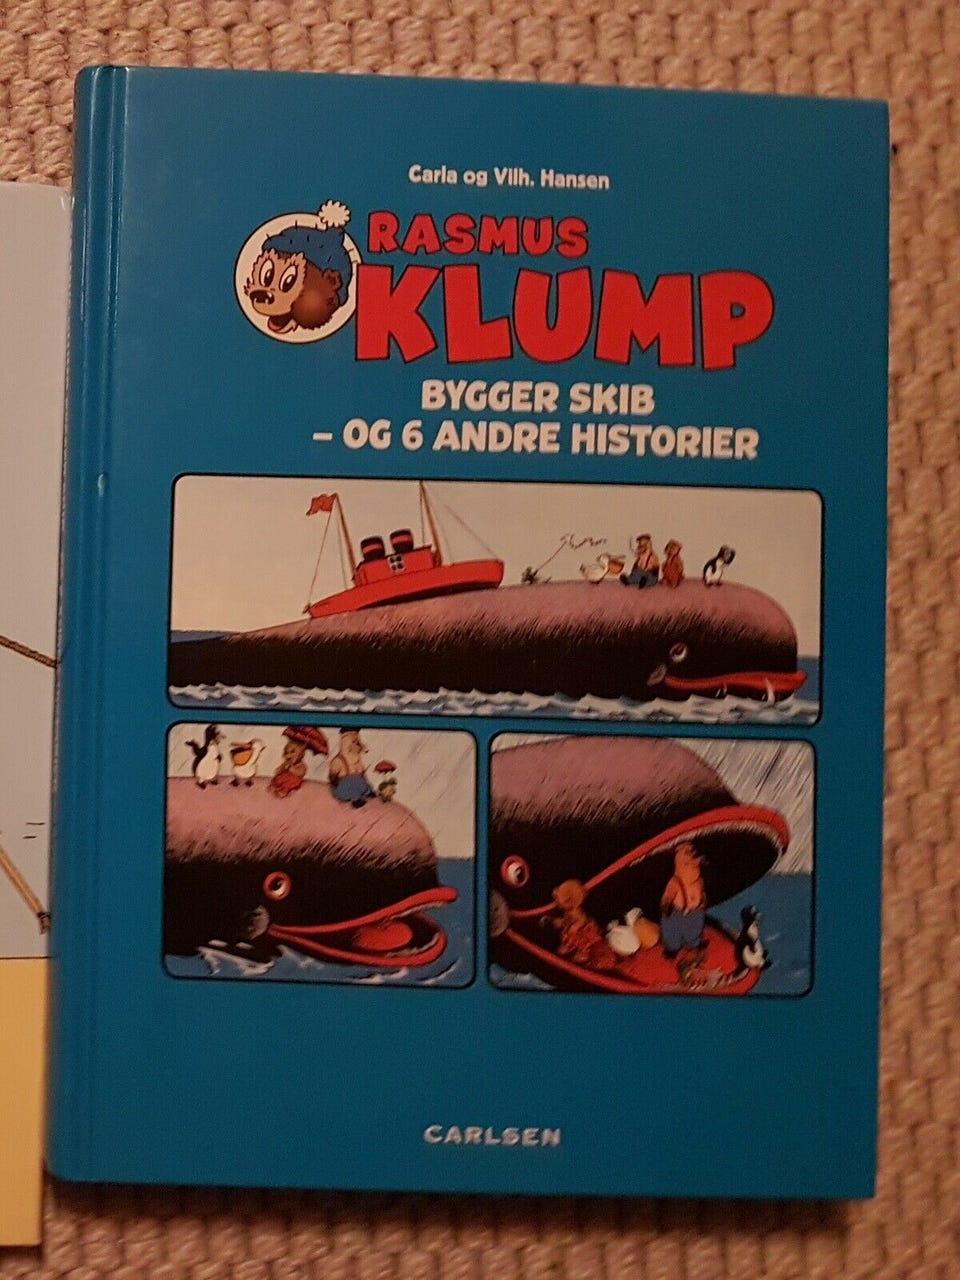 Carla og Vilh. Hansen
RASMUS
KLUMP
BYGGER SKIB
– OG 6 ANDRE HISTORIER
CARLSEN